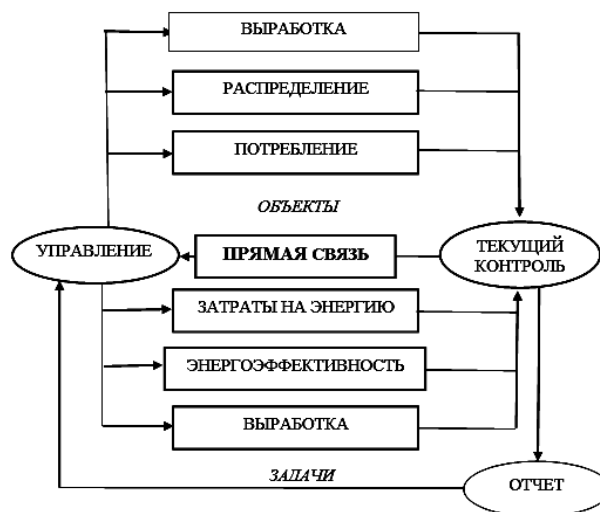 ВЫРАБОТКА
РАСПРЕДЕЛЕНИЕ
ПОТРЕБЛЕНИЕ
ОБЪЕКТЫ
УПРАВЛЕНИЕ
ПРЯМАЯ СВЯЗЬ
ТЕКУЩИЙ
КОНТРОЛЬ
ЗАТРАТЫ НА ЭНЕРГИЮ
ЭНЕРГОЭФФЕКТИВНОСТЬ
ВЫРАБОТКА
ЗАДАЧИ
ОТЧЕТ